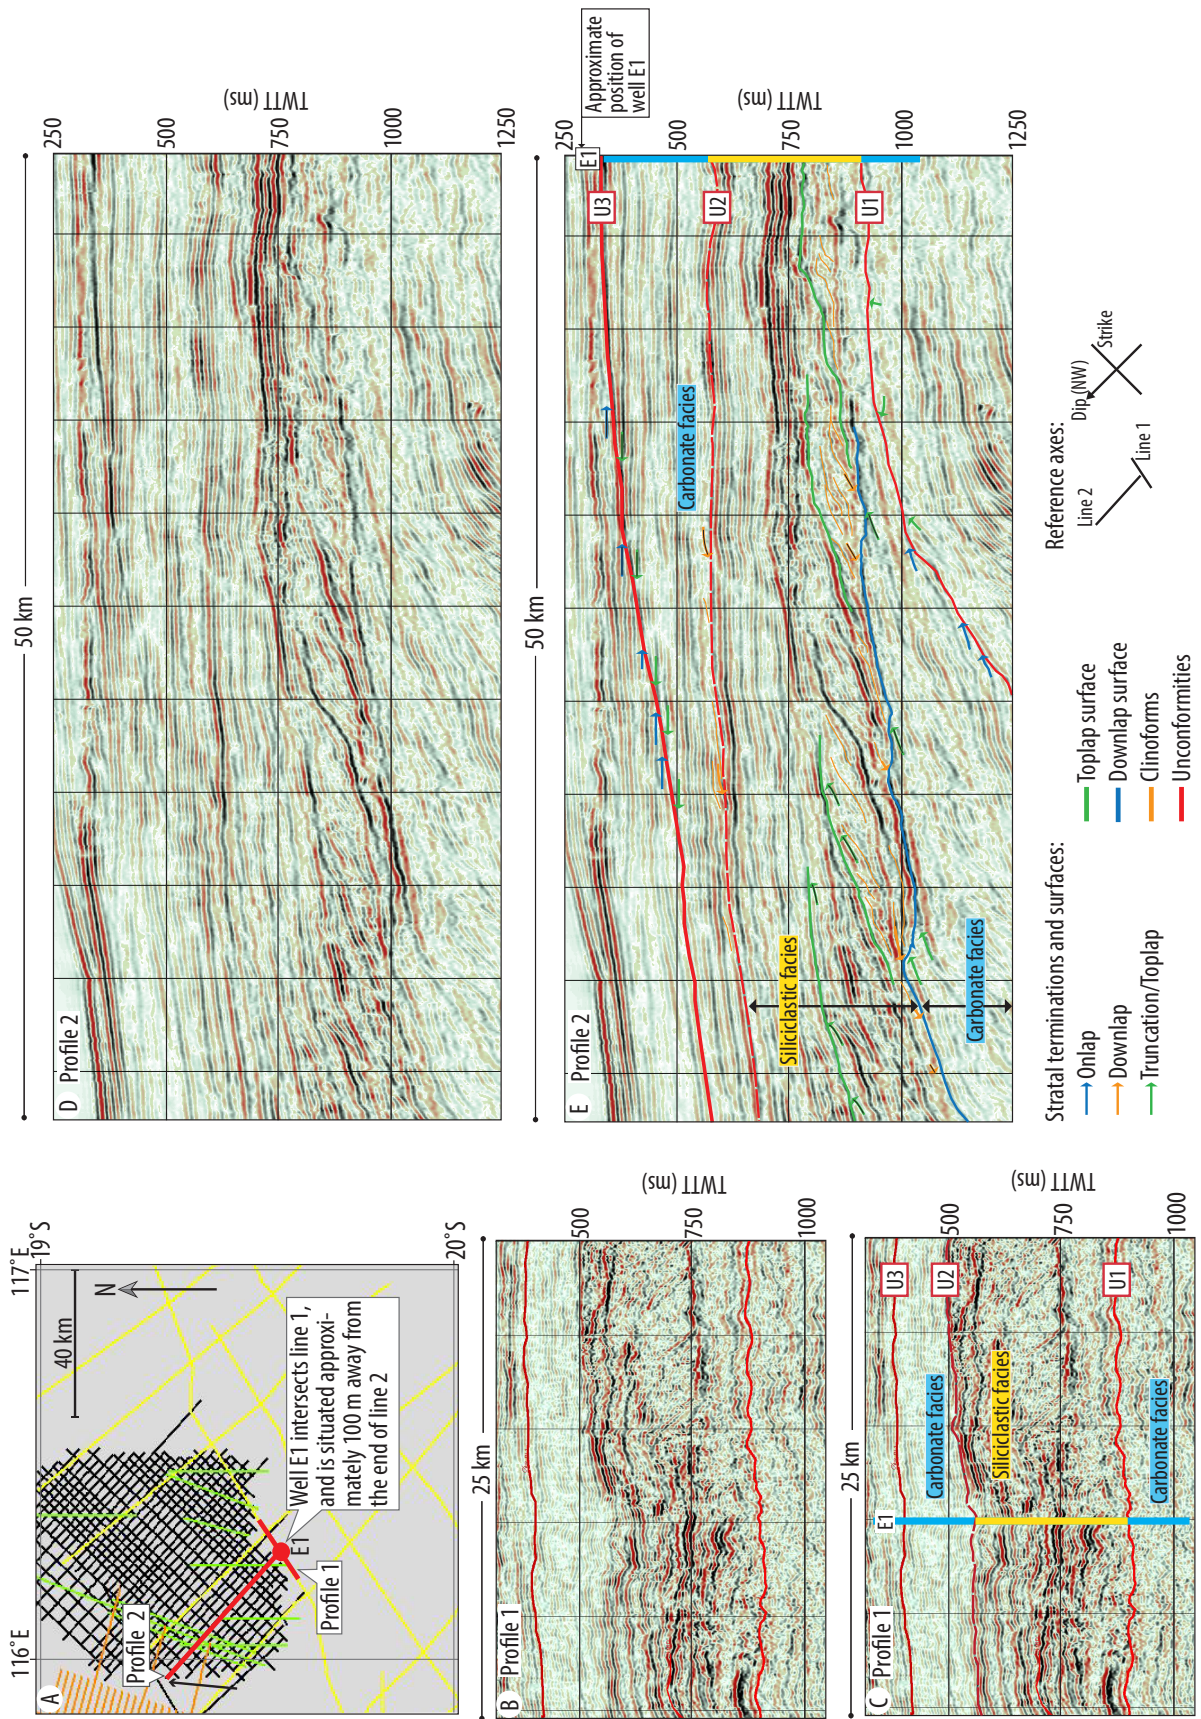 A
116°E
117°E
19°S
20°S
40 km
N
Profile 2
Profile 1
E1
Well E1 intersects line 1,
and is situated approxi-
mately 100 m away from
the end of line 2
B Profile 1
25 km
500
750
1000
TWTT (ms)
C Profile 1
25 km
E1
U3
U2
U1
Carbonate facies
Siliciclastic facies
Carbonate facies
500
750
1000
TWTT (ms)
D Profile 2
50 km
250
500
750
1000
1250
TWTT (ms)
E Profile 2
50 km
Approximate
position of
well E1
E1
U3
U2
U1
Carbonate facies
Siliciclastic facies
Carbonate facies
250
500
750
1000
1250
TWTT (ms)
Stratal terminations and surfaces:
Onlap
Downlap
Truncation/Toplap
Toplap surface
Downlap surface
Clinoforms
Unconformities
Reference axes:
Line 2
Line 1
Dip (NW)
Strike